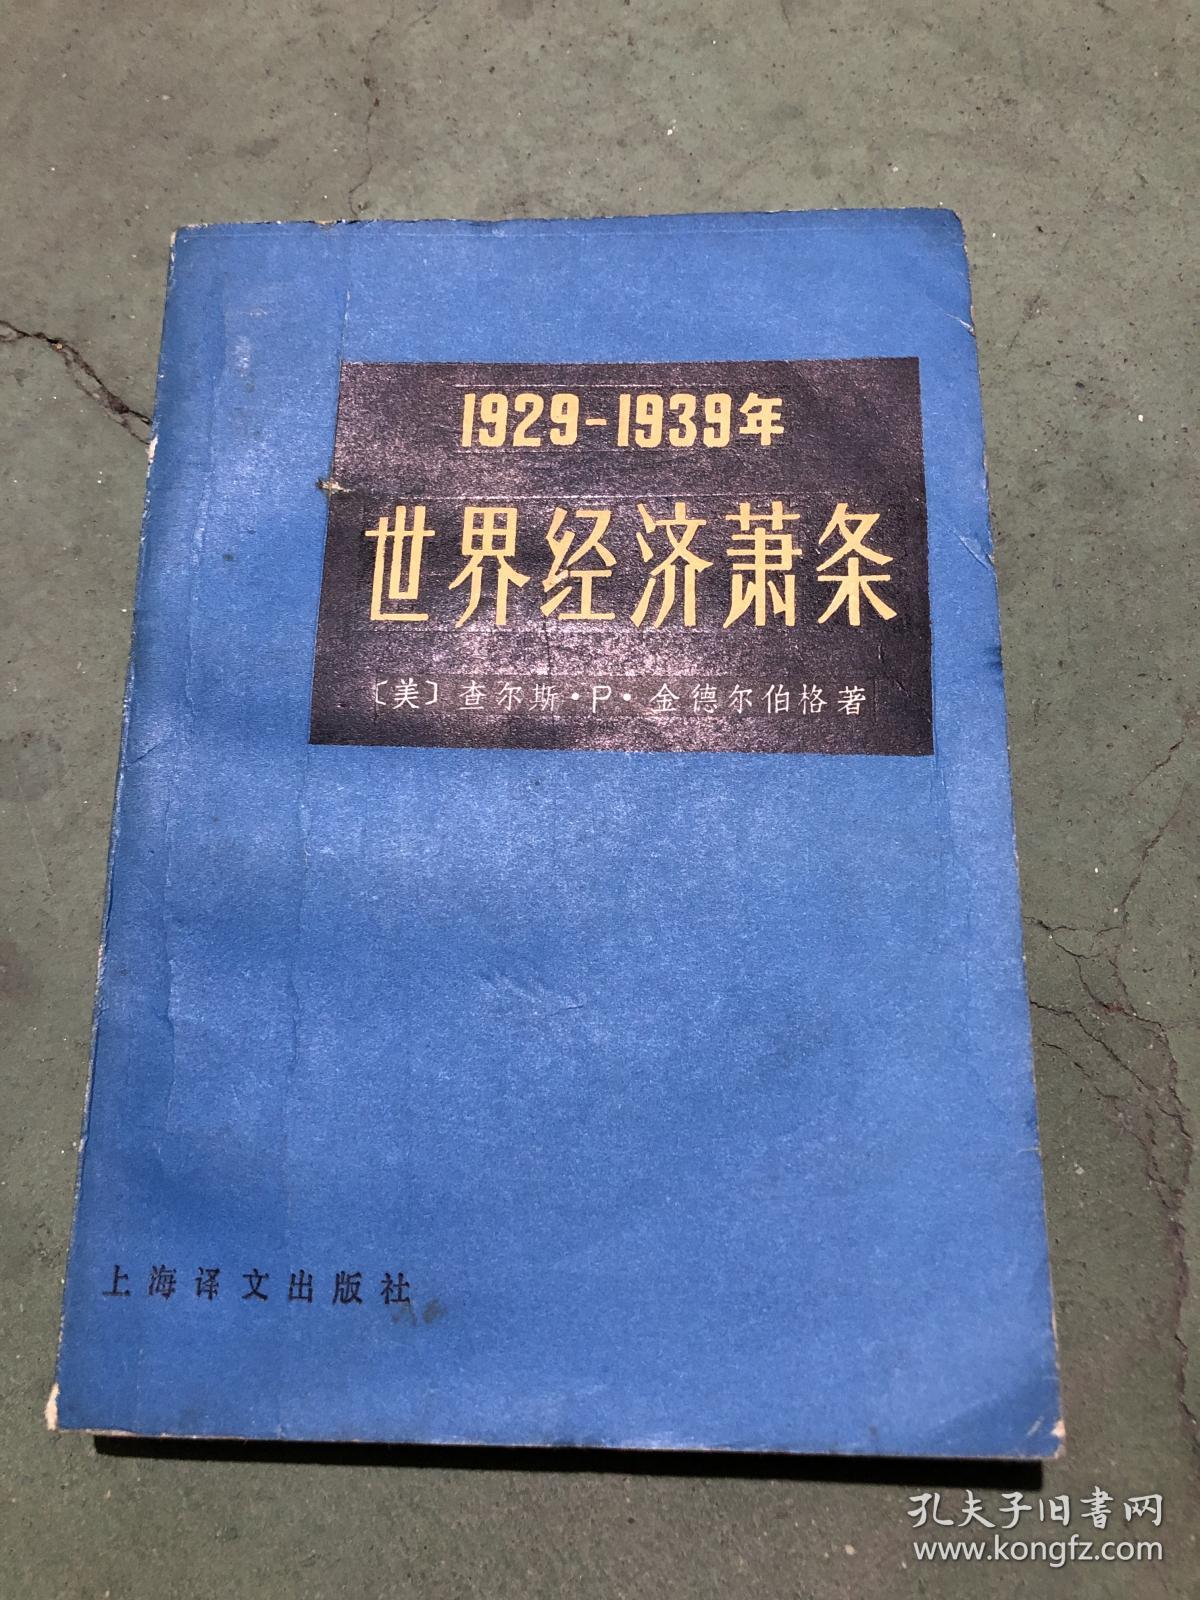 1929-1939年
世界经济萧条
〔美〕查尔斯·P·金德尔伯格著
上海译文出版社
孔夫子旧书网
www.kongfz.com